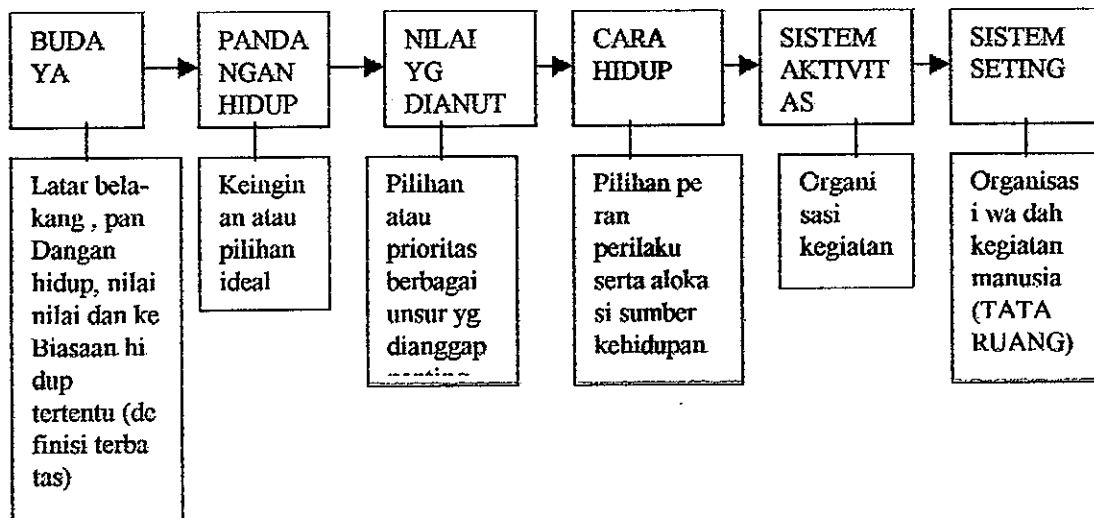 BUDA
YA
PANDA
NGAN
HIDUP
NILAI
YG
DIANUT
CARA
HIDUP
SISTEM
AKTIVIT
AS
SISTEM
SETING
Latar bela-
kang , pan
Dangan
hidup, nilai
nilai dan ke
Biasaan hi
dup
tertentu (de
finisi terba
tas)
Keingin
an atau
pilihan
ideal
Pilihan
atau
prioritas
berbagai
unsur yg
dianggap
Pilihan pe
ran
perilaku
serta aloka
si sumber
kehidupan
Organi
sasi
kegiatan
Organisas
i wa dah
kegiatan
manusia
(TATA
RUANG)